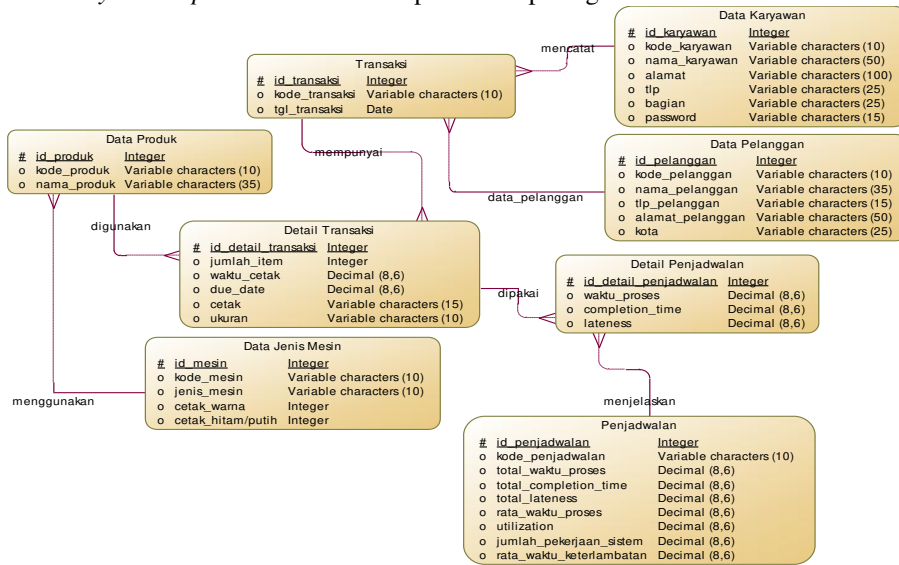 Data Karyawan
# id_karyawan Integer
o kode_karyawan Variable characters (10)
o nama_karyawan Variable characters (50)
o alamat Variable characters (100)
o tlp Variable characters (25)
o bagian Variable characters (25)
o password Variable characters (15)
mencatat
Transaksi
# id_transaksi Integer
o kode_transaksi Variable characters (10)
o tgl_transaksi Date
Data Produk
# id_produk Integer
o kode_produk Variable characters (10)
o nama_produk Variable characters (35)
mempunyai
Data Pelanggan
# id_pelanggan Integer
o kode_pelanggan Variable characters (10)
o nama_pelanggan Variable characters (35)
o tlp_pelanggan Variable characters (15)
o alamat_pelanggan Variable characters (50)
o kota Variable characters (25)
data_pelanggan
digunakan
Detail Transaksi
# id_detail_transaksi Integer
o jumlah_item Integer
o waktu_cetak Decimal (8,6)
o due_date Decimal (8,6)
o cetak Variable characters (15)
o ukuran Variable characters (10)
dipakai
Detail Penjadwalan
# id_detail_penjadwalan Integer
o waktu_proses Decimal (8,6)
o completion_time Decimal (8,6)
o lateness Decimal (8,6)
Data Jenis Mesin
# id_mesin Integer
o kode_mesin Variable characters (10)
o jenis_mesin Variable characters (10)
o cetak_warna Integer
o cetak_hitam/putih Integer
menggunakan
menjelaskan
Penjadwalan
# id_penjadwalan Integer
o kode_penjadwalan Variable characters (10)
o total_waktu_proses Decimal (8,6)
o total_completion_time Decimal (8,6)
o total_lateness Decimal (8,6)
o rata_waktu_proses Decimal (8,6)
o utilization Decimal (8,6)
o jumlah_pekerjaan_sistem Decimal (8,6)
o rata_waktu_keterlambatan Decimal (8,6)